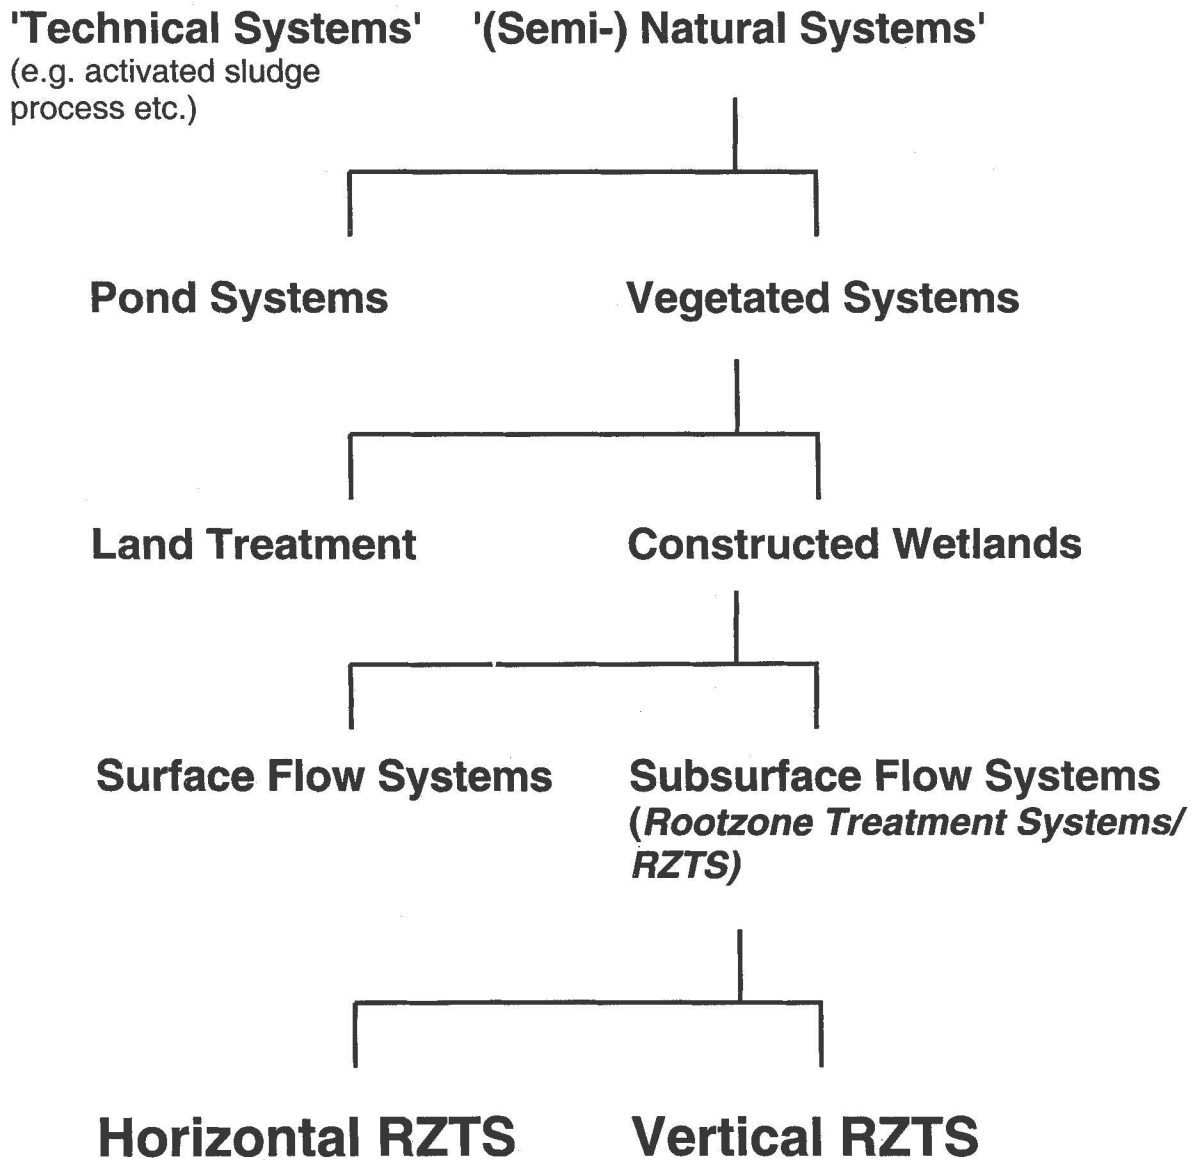 'Technical Systems' '(Semi-) Natural Systems'
(e.g. activated sludge
process etc.)
Pond Systems Vegetated Systems
Land Treatment Constructed Wetlands
Surface Flow Systems Subsurface Flow Systems
(Rootzone Treatment Systems/
RZTS)
Horizontal RZTS Vertical RZTS